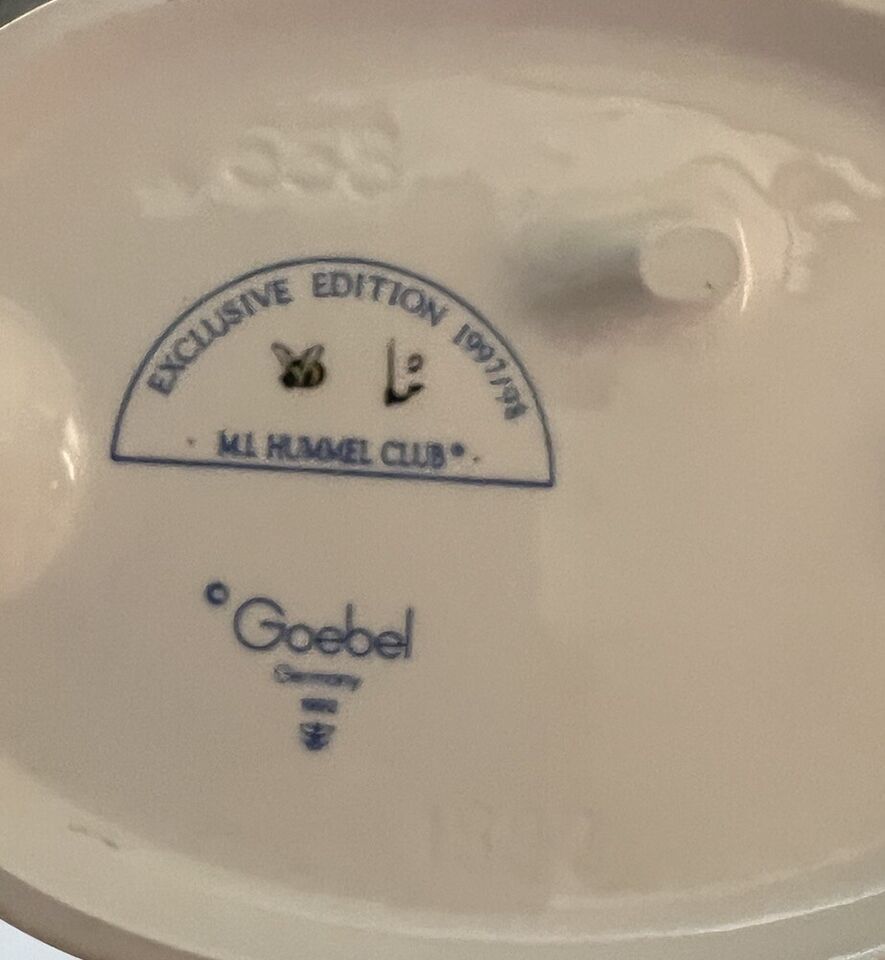 EXCLUSIVE EDITION 1997/98
M.I. HUMMEL CLUB®
© Goebel
Germany